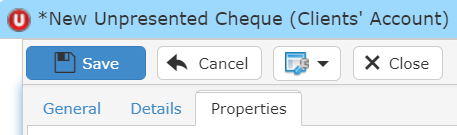 U *New Unpresented Cheque (Clients' Account)
Save Cancel Close
General Details Properties